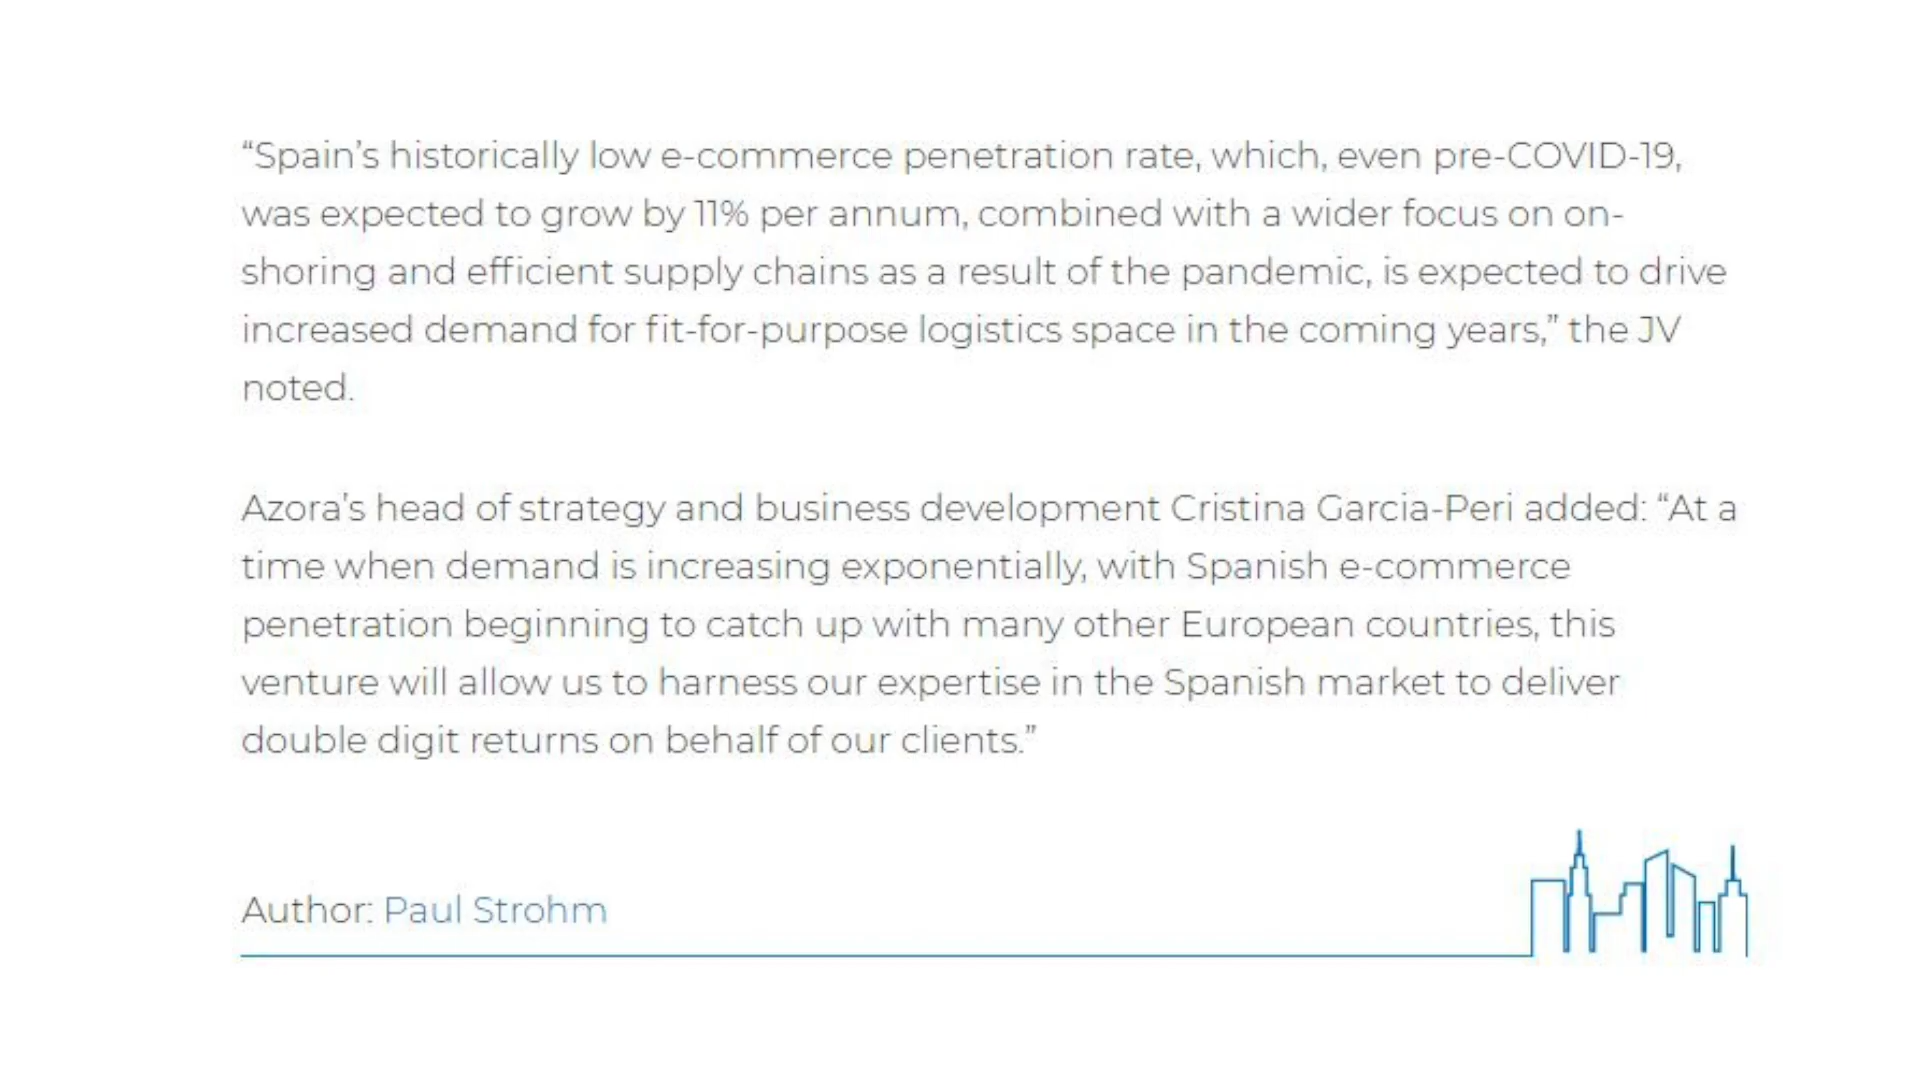 “Spain’s historically low e-commerce penetration rate, which, even pre-COVID-19,
was expected to grow by 11% per annum, combined with a wider focus on on-
shoring and efficient supply chains as a result of the pandemic, is expected to drive
increased demand for fit-for-purpose logistics space in the coming years,” the JV
noted.
Azora’s head of strategy and business development Cristina Garcia-Peri added: “At a
time when demand is increasing exponentially, with Spanish e-commerce
penetration beginning to catch up with many other European countries, this
venture will allow us to harness our expertise in the Spanish market to deliver
double digit returns on behalf of our clients.”
Author: Paul Strohm